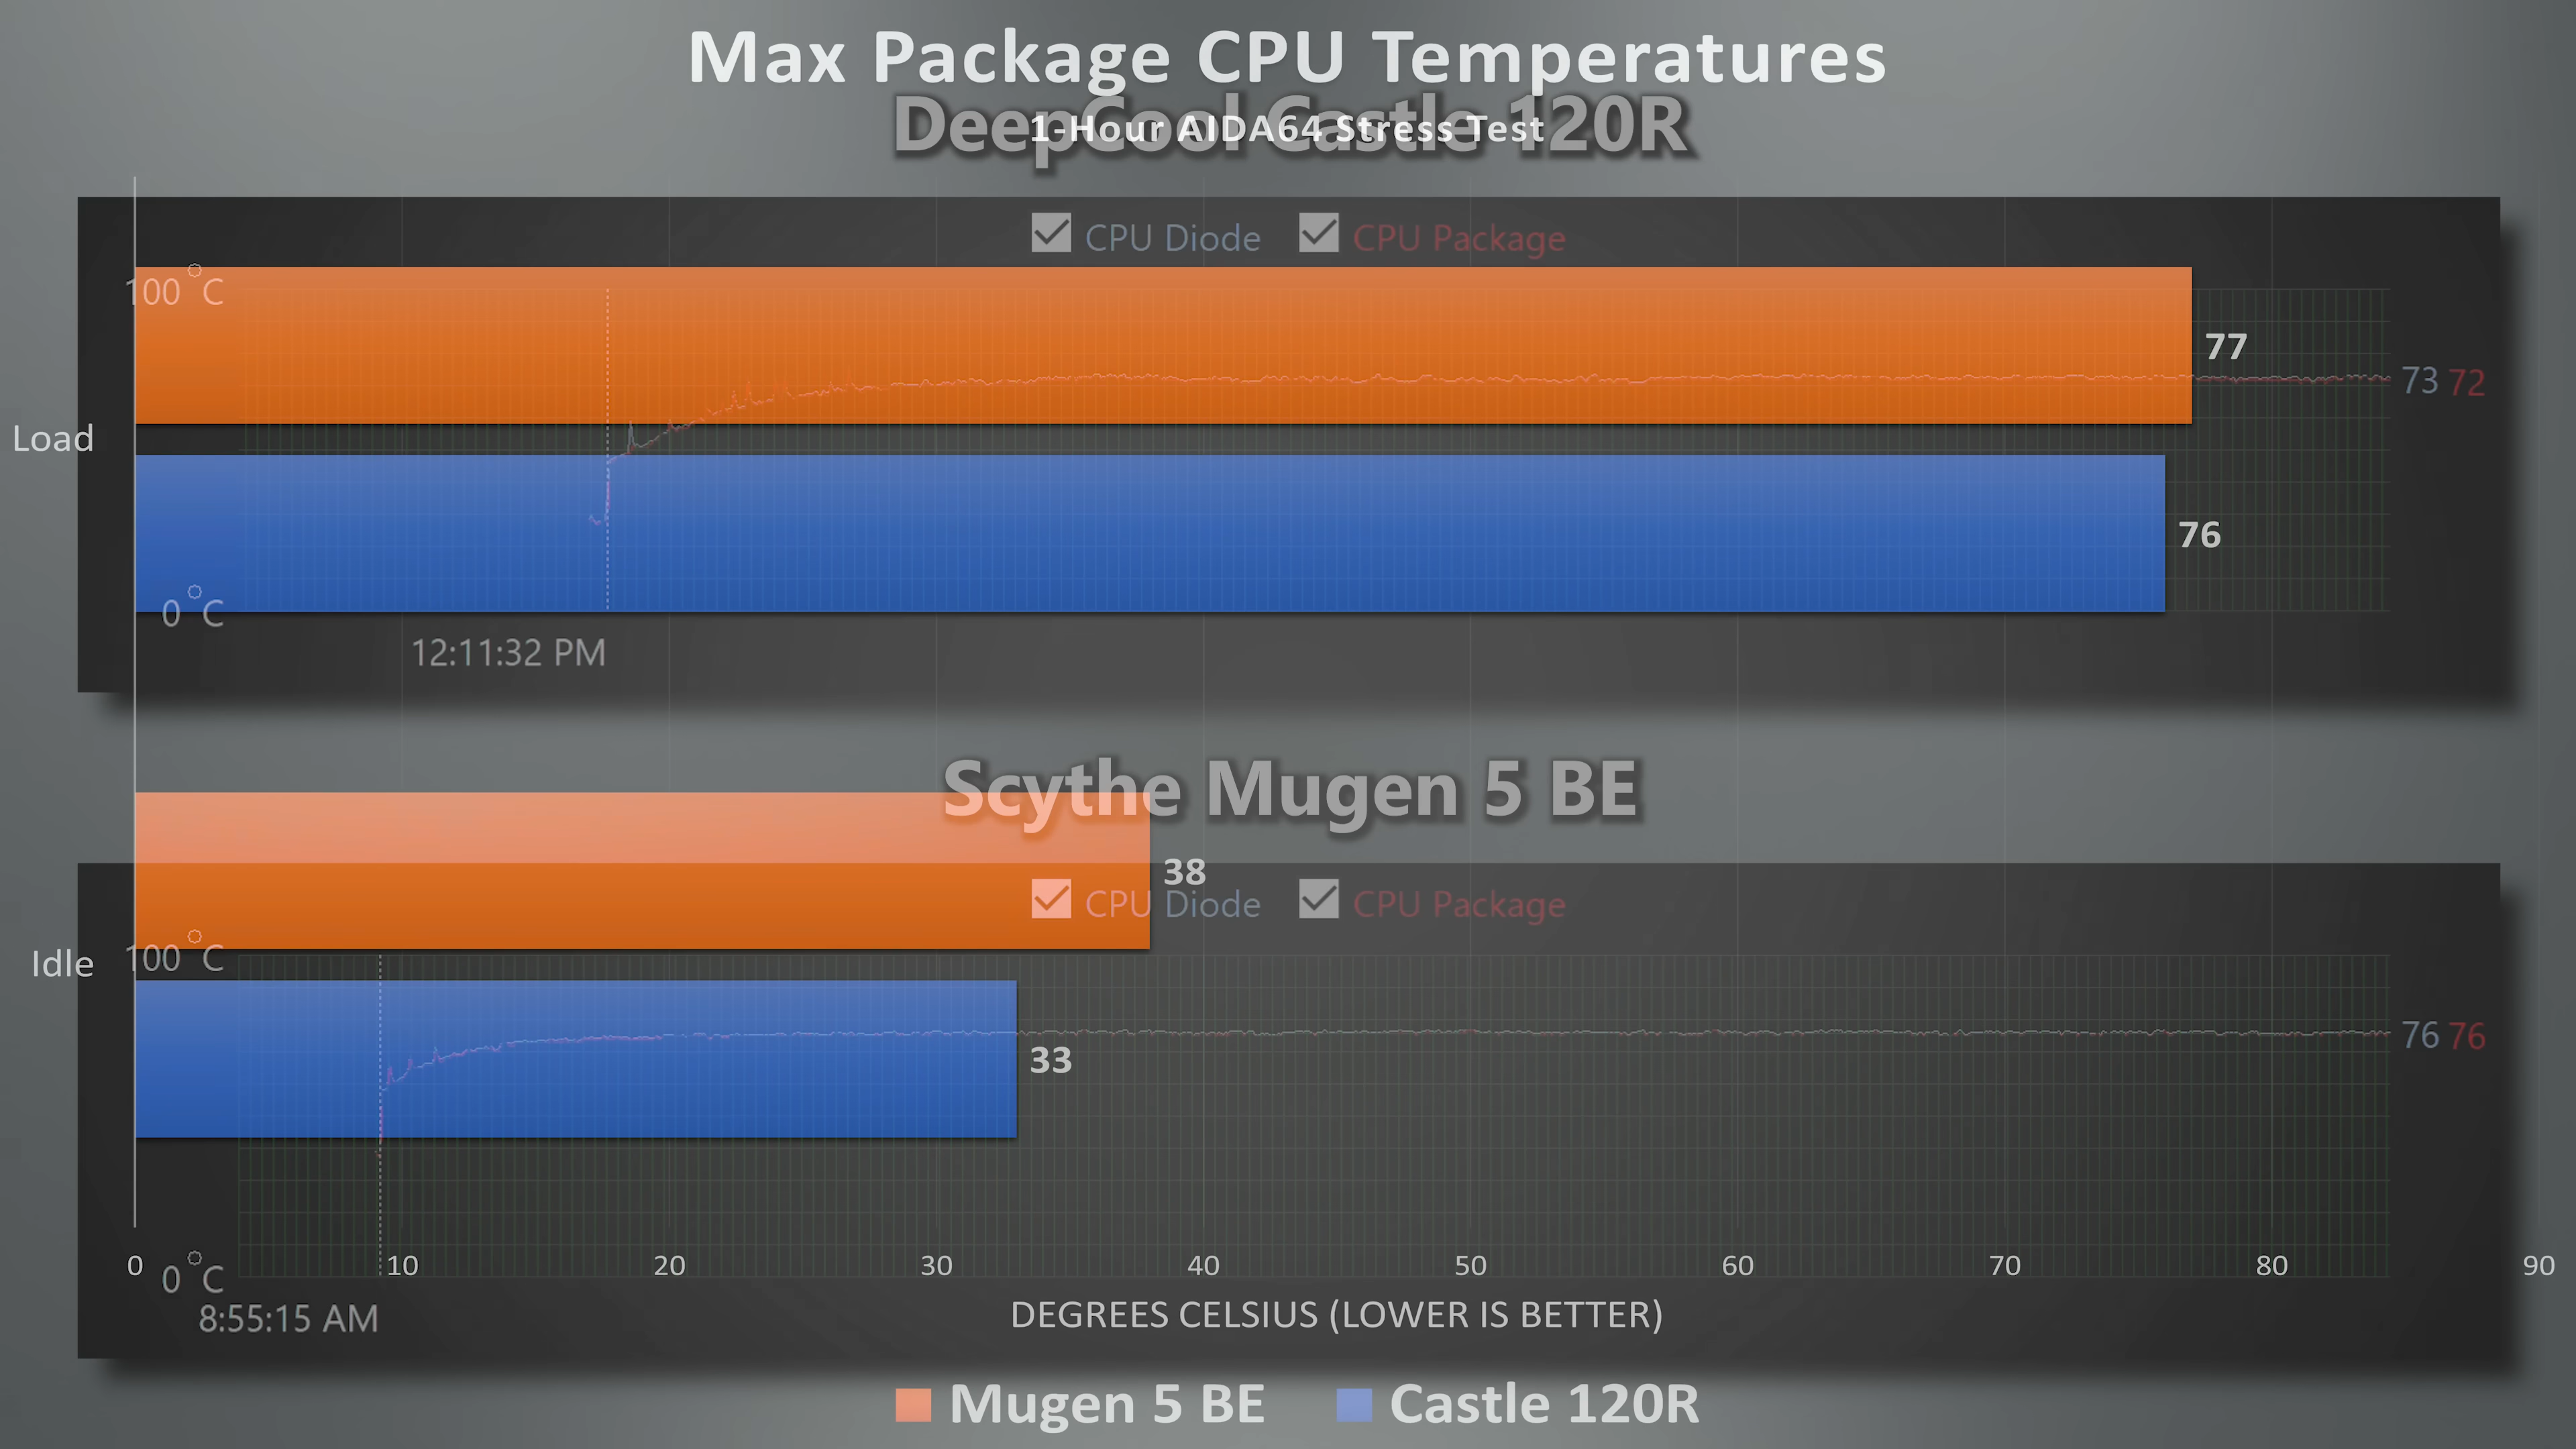 Max Package CPU Temperatures
DeepCool Castle 120R
1-Hour AIDA64 Stress Test
CPU Diode CPU Package
100 °C
77
73 72
Load
76
0 °C
12:11:32 PM
Scythe Mugen 5 BE
38
CPU Diode CPU Package
Idle
100 °C
76 76
33
0 10 20 30 40 50 60 70 80 90
0 °C
8:55:15 AM
DEGREES CELSIUS (LOWER IS BETTER)
Mugen 5 BE Castle 120R